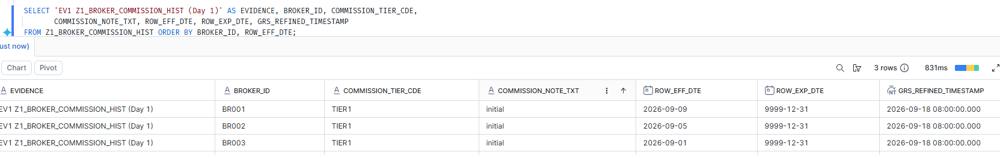 SELECT 'EV1 Z1_BROKER_COMMISSION_HIST (Day 1)' AS EVIDENCE, BROKER_ID, COMMISSION_TIER_CDE,
COMMISSION_NOTE_TXT, ROW_EFF_DTE, ROW_EXP_DTE, GRS_REFINED_TIMESTAMP
FROM Z1_BROKER_COMMISSION_HIST ORDER BY BROKER_ID, ROW_EFF_DTE;
ust now)
Chart Pivot 3 rows 831ms
EVIDENCE BROKER_ID COMMISSION_TIER_CDE COMMISSION_NOTE_TXT ROW_EFF_DTE ROW_EXP_DTE GRS_REFINED_TIMESTAMP
EV1 Z1_BROKER_COMMISSION_HIST (Day 1) BR001 TIER1 initial 2026-09-09 9999-12-31 2026-09-18 08:00:00.000
EV1 Z1_BROKER_COMMISSION_HIST (Day 1) BR002 TIER1 initial 2026-09-05 9999-12-31 2026-09-18 08:00:00.000
EV1 Z1_BROKER_COMMISSION_HIST (Day 1) BR003 TIER1 initial 2026-09-01 9999-12-31 2026-09-18 08:00:00.000